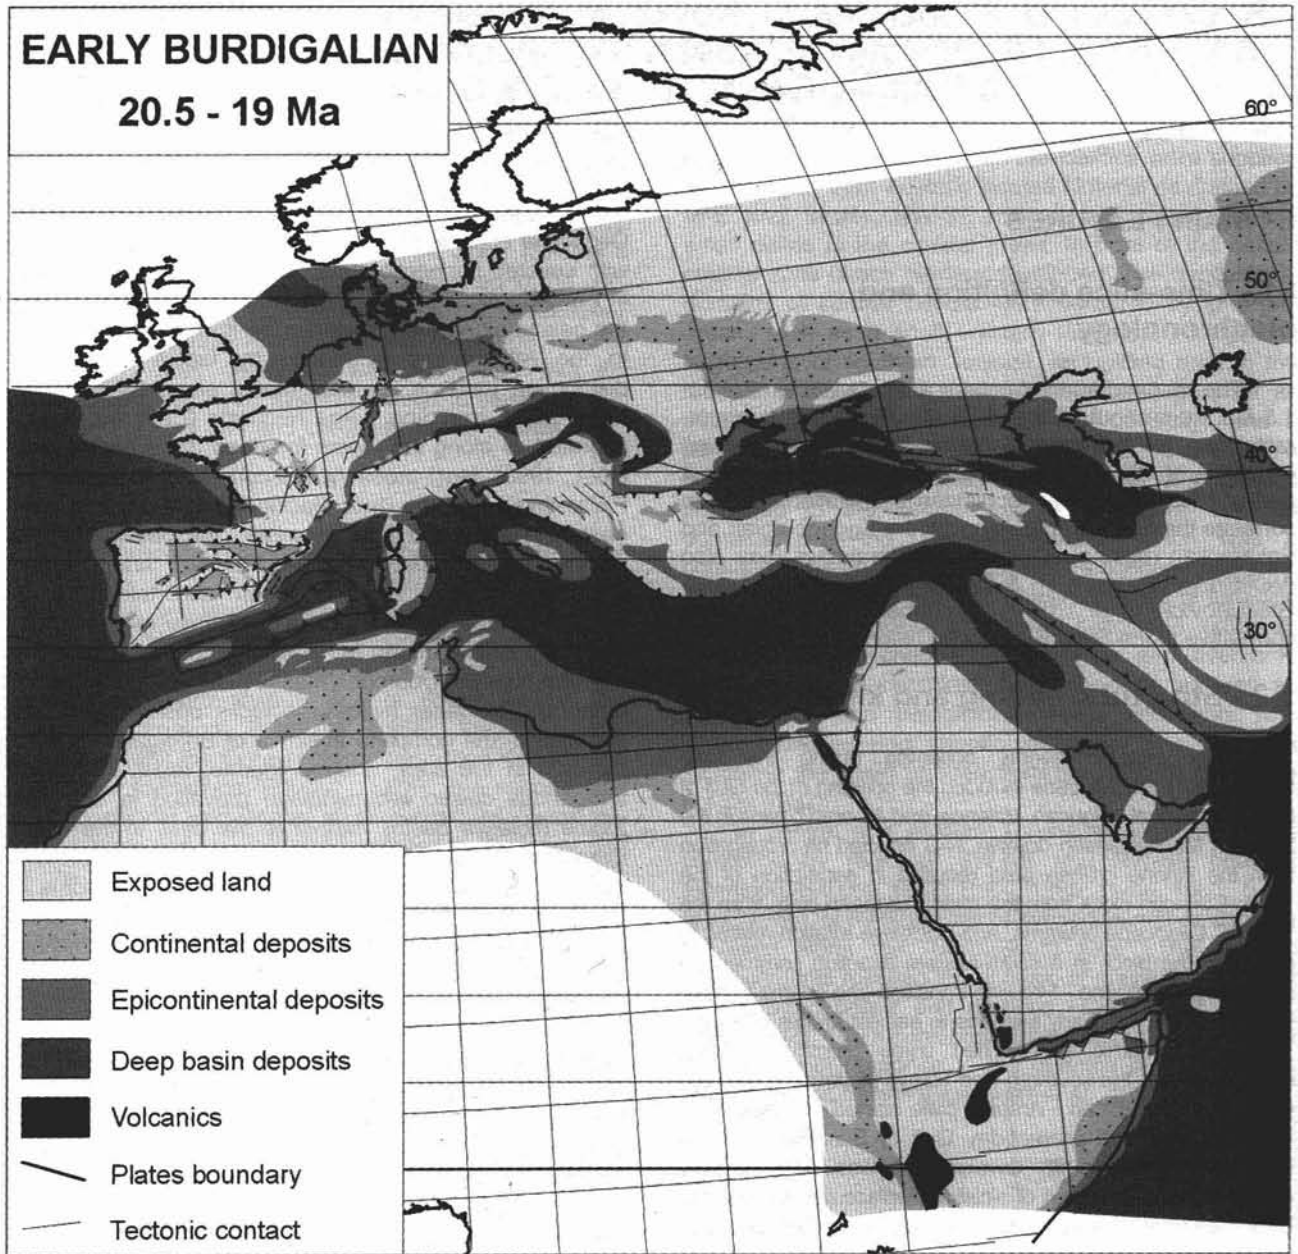 EARLY BURDIGALIAN
20.5 - 19 Ma
60°
50°
40°
30°
Exposed land
Continental deposits
Epicontinental deposits
Deep basin deposits
Volcanics
Plates boundary
Tectonic contact